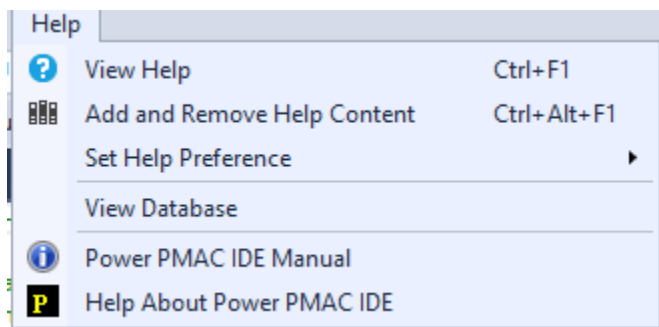 Help
View Help Ctrl+F1
Add and Remove Help Content Ctrl+Alt+F1
Set Help Preference
View Database
Power PMAC IDE Manual
P Help About Power PMAC IDE